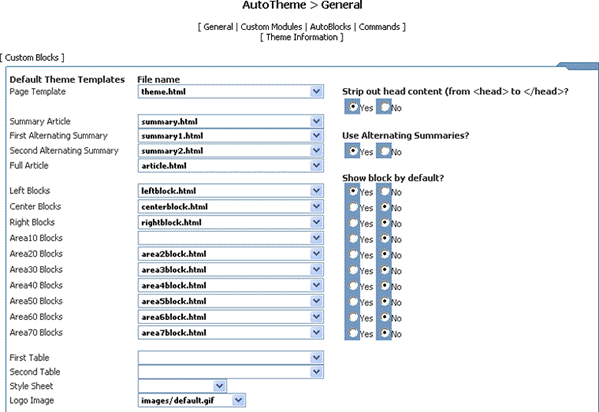 AutoTheme > General
[ General | Custom Modules | AutoBlocks | Commands ]
[ Theme Information ]
[ Custom Blocks ]
Default Theme Templates File name
Page Template theme.html Strip out head content (from <head> to </head>?
Yes No
Summary Article summary.html
First Alternating Summary summary1.html Use Alternating Summaries?
Second Alternating Summary summary2.html Yes No
Full Article article.html
Show block by default?
Left Blocks leftblock.html Yes No
Center Blocks centerblock.html Yes No
Right Blocks rightblock.html Yes No
Area10 Blocks Yes No
Area20 Blocks area2block.html Yes No
Area30 Blocks area3block.html Yes No
Area40 Blocks area4block.html Yes No
Area50 Blocks area5block.html Yes No
Area60 Blocks area6block.html Yes No
Area70 Blocks area7block.html Yes No
First Table
Second Table
Style Sheet
Logo Image images/default.gif